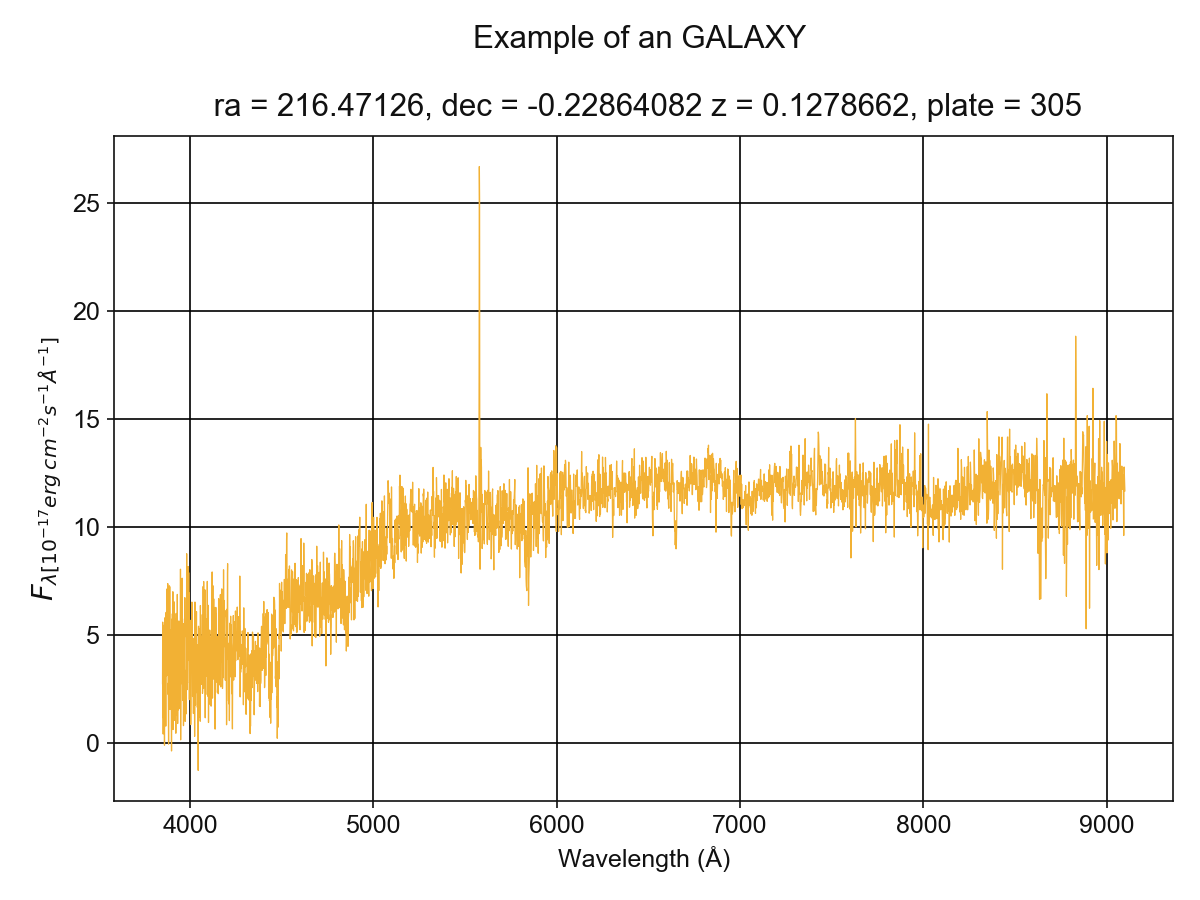 Example of an GALAXY
ra = 216.47126, dec = -0.22864082 z = 0.1278662, plate = 305
25
20
15
10
5
0
F_λ[10⁻¹⁷erg cm⁻²s⁻¹Å⁻¹]
4000 5000 6000 7000 8000 9000
Wavelength (Å)